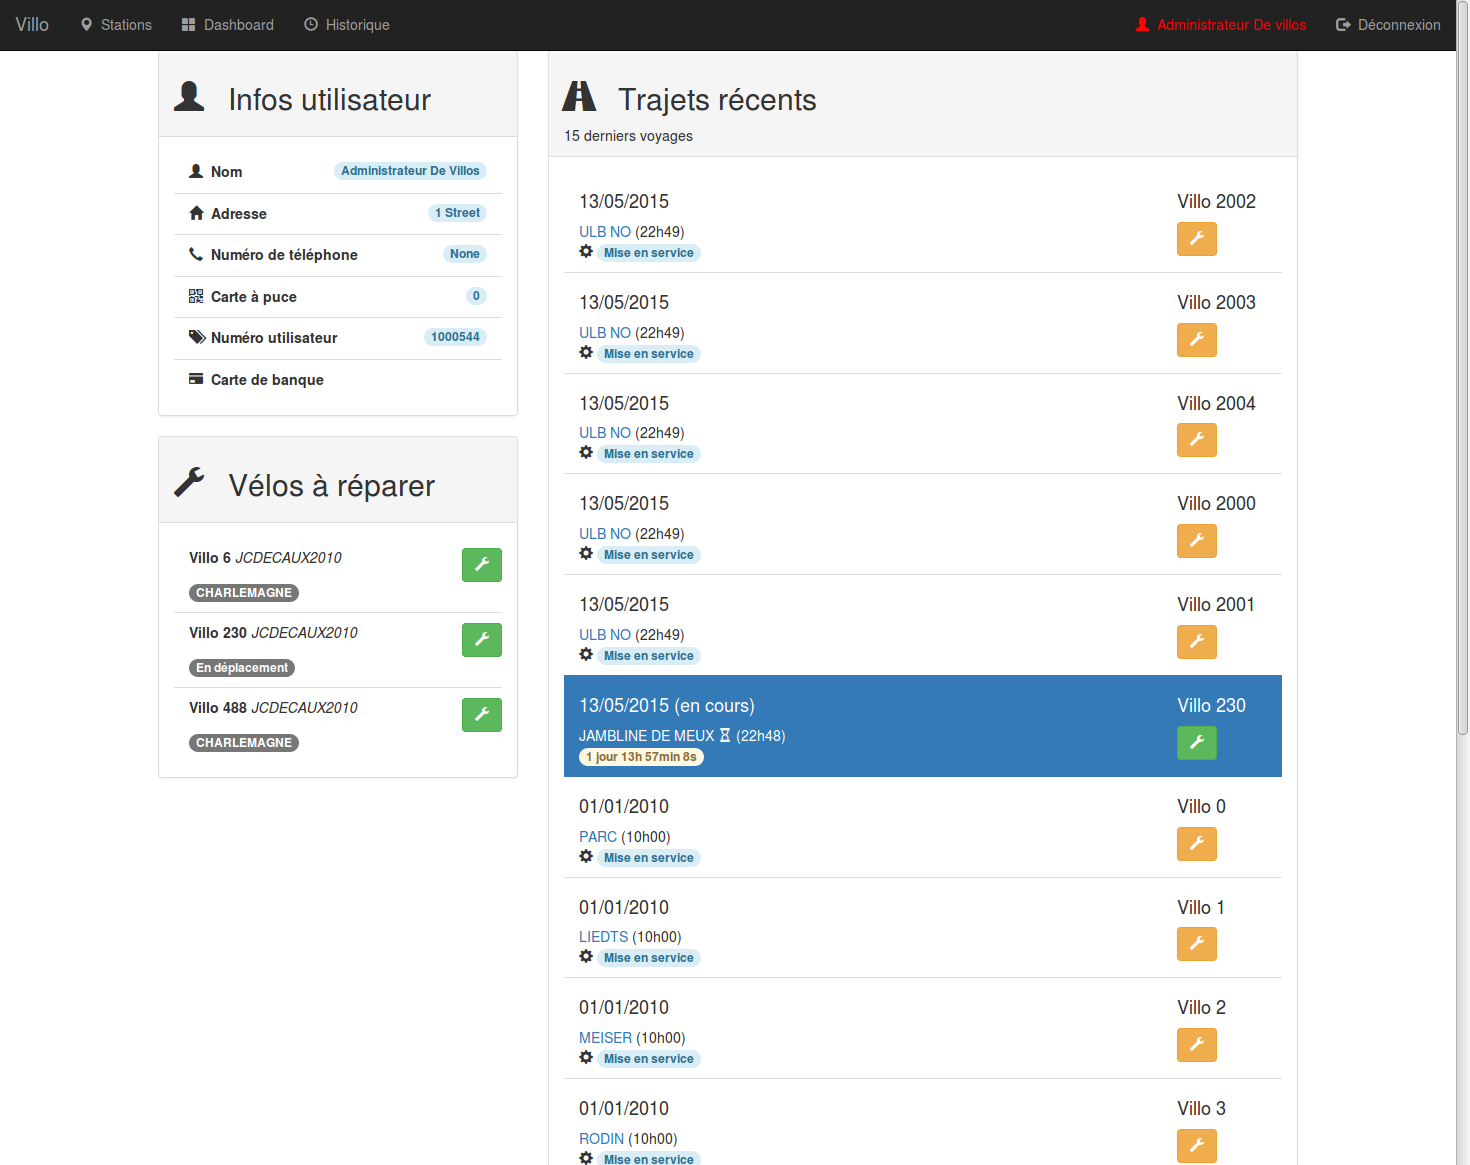 Villo Stations Dashboard Historique Administrateur De villos Déconnexion
Infos utilisateur
Nom Administrateur De Villos
Adresse 1 Street
Numéro de téléphone None
Carte à puce 0
Numéro utilisateur 1000544
Carte de banque
Vélos à réparer
Villo 6 JCDECAUX2010
CHARLEMAGNE
Villo 230 JCDECAUX2010
En déplacement
Villo 488 JCDECAUX2010
CHARLEMAGNE
Trajets récents
15 derniers voyages
13/05/2015 Villo 2002
ULB NO (22h49)
Mise en service
13/05/2015 Villo 2003
ULB NO (22h49)
Mise en service
13/05/2015 Villo 2004
ULB NO (22h49)
Mise en service
13/05/2015 Villo 2000
ULB NO (22h49)
Mise en service
13/05/2015 Villo 2001
ULB NO (22h49)
Mise en service
13/05/2015 (en cours) Villo 230
JAMBLINE DE MEUX (22h48)
1 jour 13h 57min 8s
01/01/2010 Villo 0
PARC (10h00)
Mise en service
01/01/2010 Villo 1
LIEDTS (10h00)
Mise en service
01/01/2010 Villo 2
MEISER (10h00)
Mise en service
01/01/2010 Villo 3
RODIN (10h00)
Mise en service